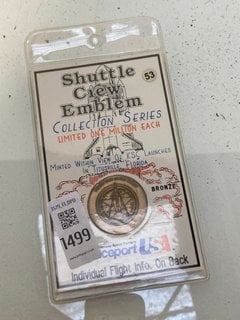 Shuttle
Crew
Emblem
53
COLLECTION SERIES
LIMITED ONE MILLION EACH
MINTED WITHIN VIEW OF KSC LAUNCHES
IN TITUSVILLE, FLORIDA
BRONZE
1499
ceport USA
Individual Flight Info. On Back